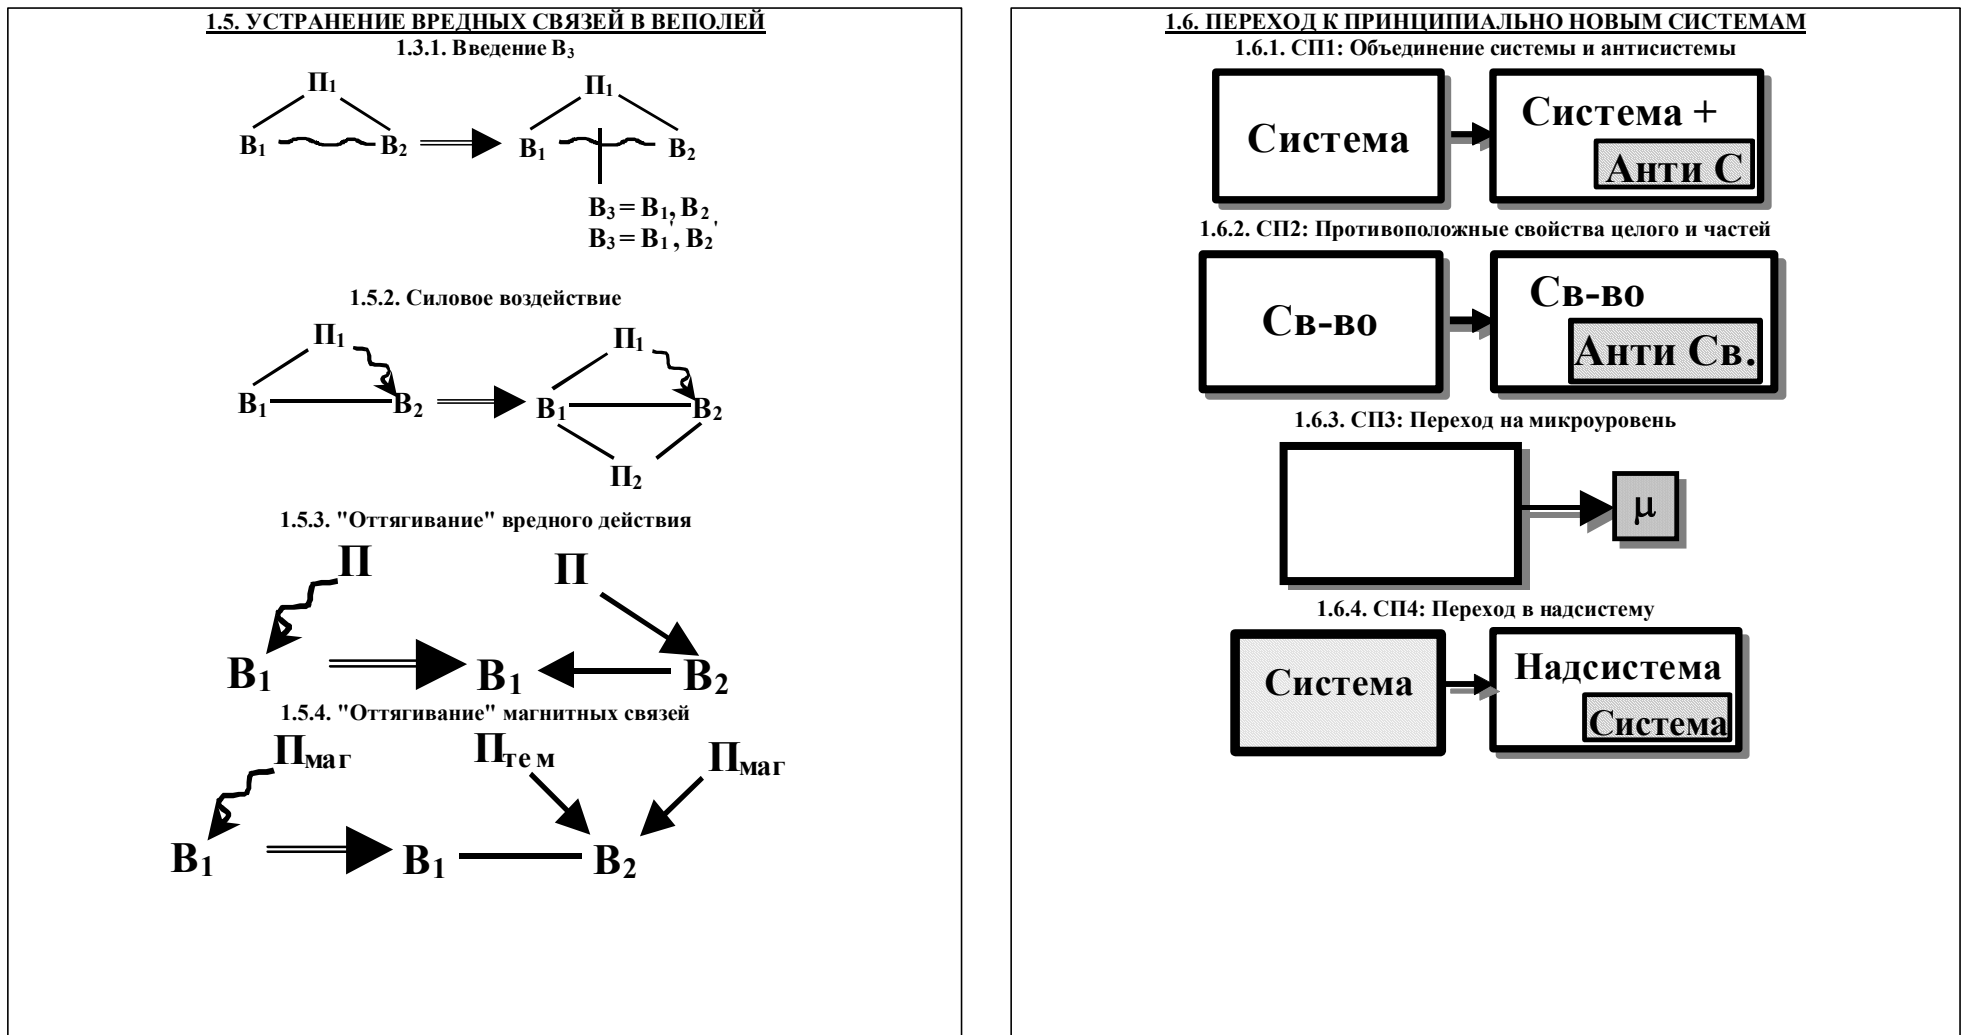 1.5. УСТРАНЕНИЕ ВРЕДНЫХ СВЯЗЕЙ В ВЕПОЛЕЙ
1.3.1. Введение В₃
П₁
В₁ В₂
П₁
В₁ В₂
В₃ = В₁, В₂
В₃ = В₁', В₂'
1.5.2. Силовое воздействие
П₁
В₁ В₂
П₁
В₁ В₂
П₂
1.5.3. "Оттягивание" вредного действия
П
В₁
П
В₁ В₂
1.5.4. "Оттягивание" магнитных связей
Пмаг
В₁
Птем Пмаг
В₁ В₂
1.6. ПЕРЕХОД К ПРИНЦИПИАЛЬНО НОВЫМ СИСТЕМАМ
1.6.1. СП1: Объединение системы и антисистемы
Система
Система +
Анти С
1.6.2. СП2: Противоположные свойства целого и частей
Св-во
Св-во
Анти Св.
1.6.3. СП3: Переход на микроуровень
μ
1.6.4. СП4: Переход в надсистему
Система
Надсистема
Система